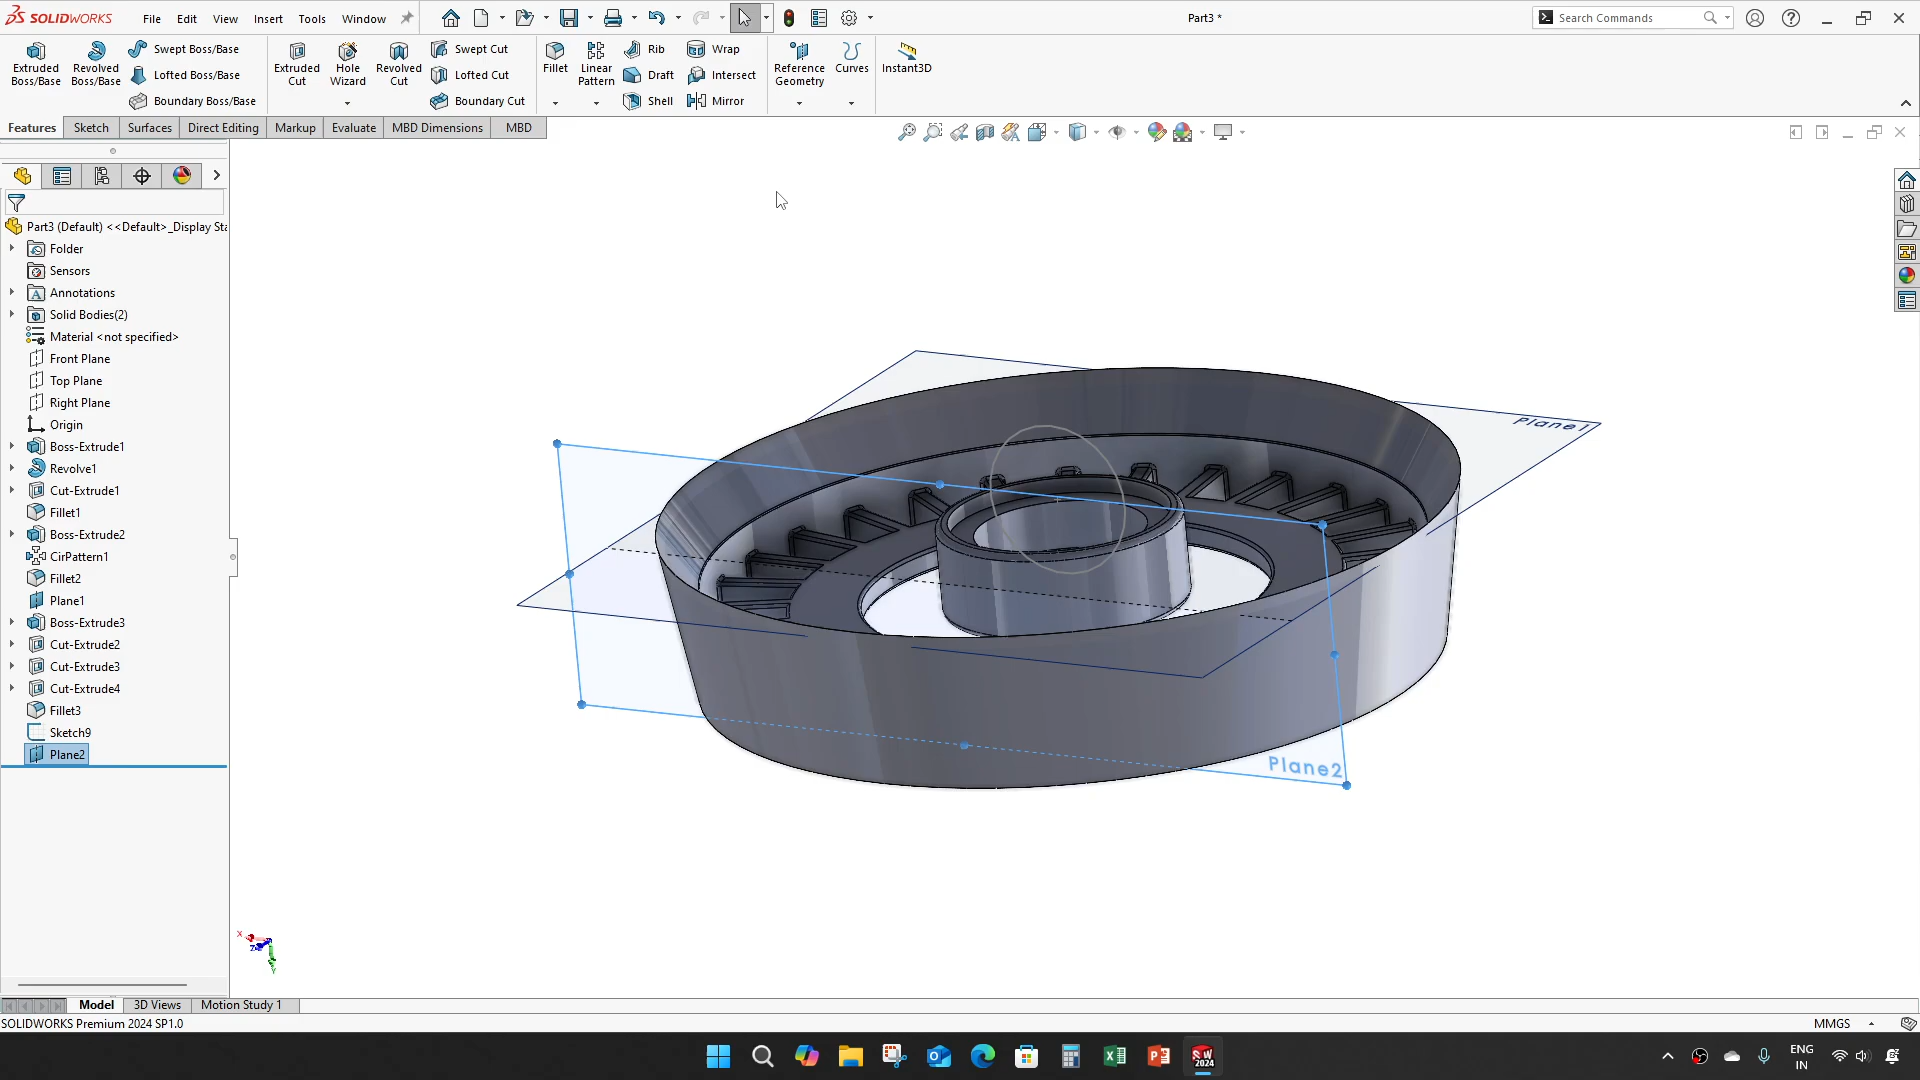 SOLIDWORKS
File Edit View Insert Tools Window
Part3 *
Search Commands
Extruded Boss/Base
Revolved Boss/Base
Swept Boss/Base
Lofted Boss/Base
Boundary Boss/Base
Extruded Cut
Hole Wizard
Revolved Cut
Swept Cut
Lofted Cut
Boundary Cut
Fillet
Linear Pattern
Rib
Draft
Shell
Wrap
Intersect
Mirror
Reference Geometry
Curves
Instant3D
Features Sketch Surfaces Direct Editing Markup Evaluate MBD Dimensions MBD
Part3 (Default) <<Default>_Display Sta
Folder
Sensors
Annotations
Solid Bodies(2)
Material <not specified>
Front Plane
Top Plane
Right Plane
Origin
Boss-Extrude1
Revolve1
Cut-Extrude1
Fillet1
Boss-Extrude2
CirPattern1
Fillet2
Plane1
Boss-Extrude3
Cut-Extrude2
Cut-Extrude3
Cut-Extrude4
Fillet3
Sketch9
Plane2
Plane1
Plane2
X
Z
Y
Model 3D Views Motion Study 1
SOLIDWORKS Premium 2024 SP1.0
MMGS
SW 2024
ENG
IN